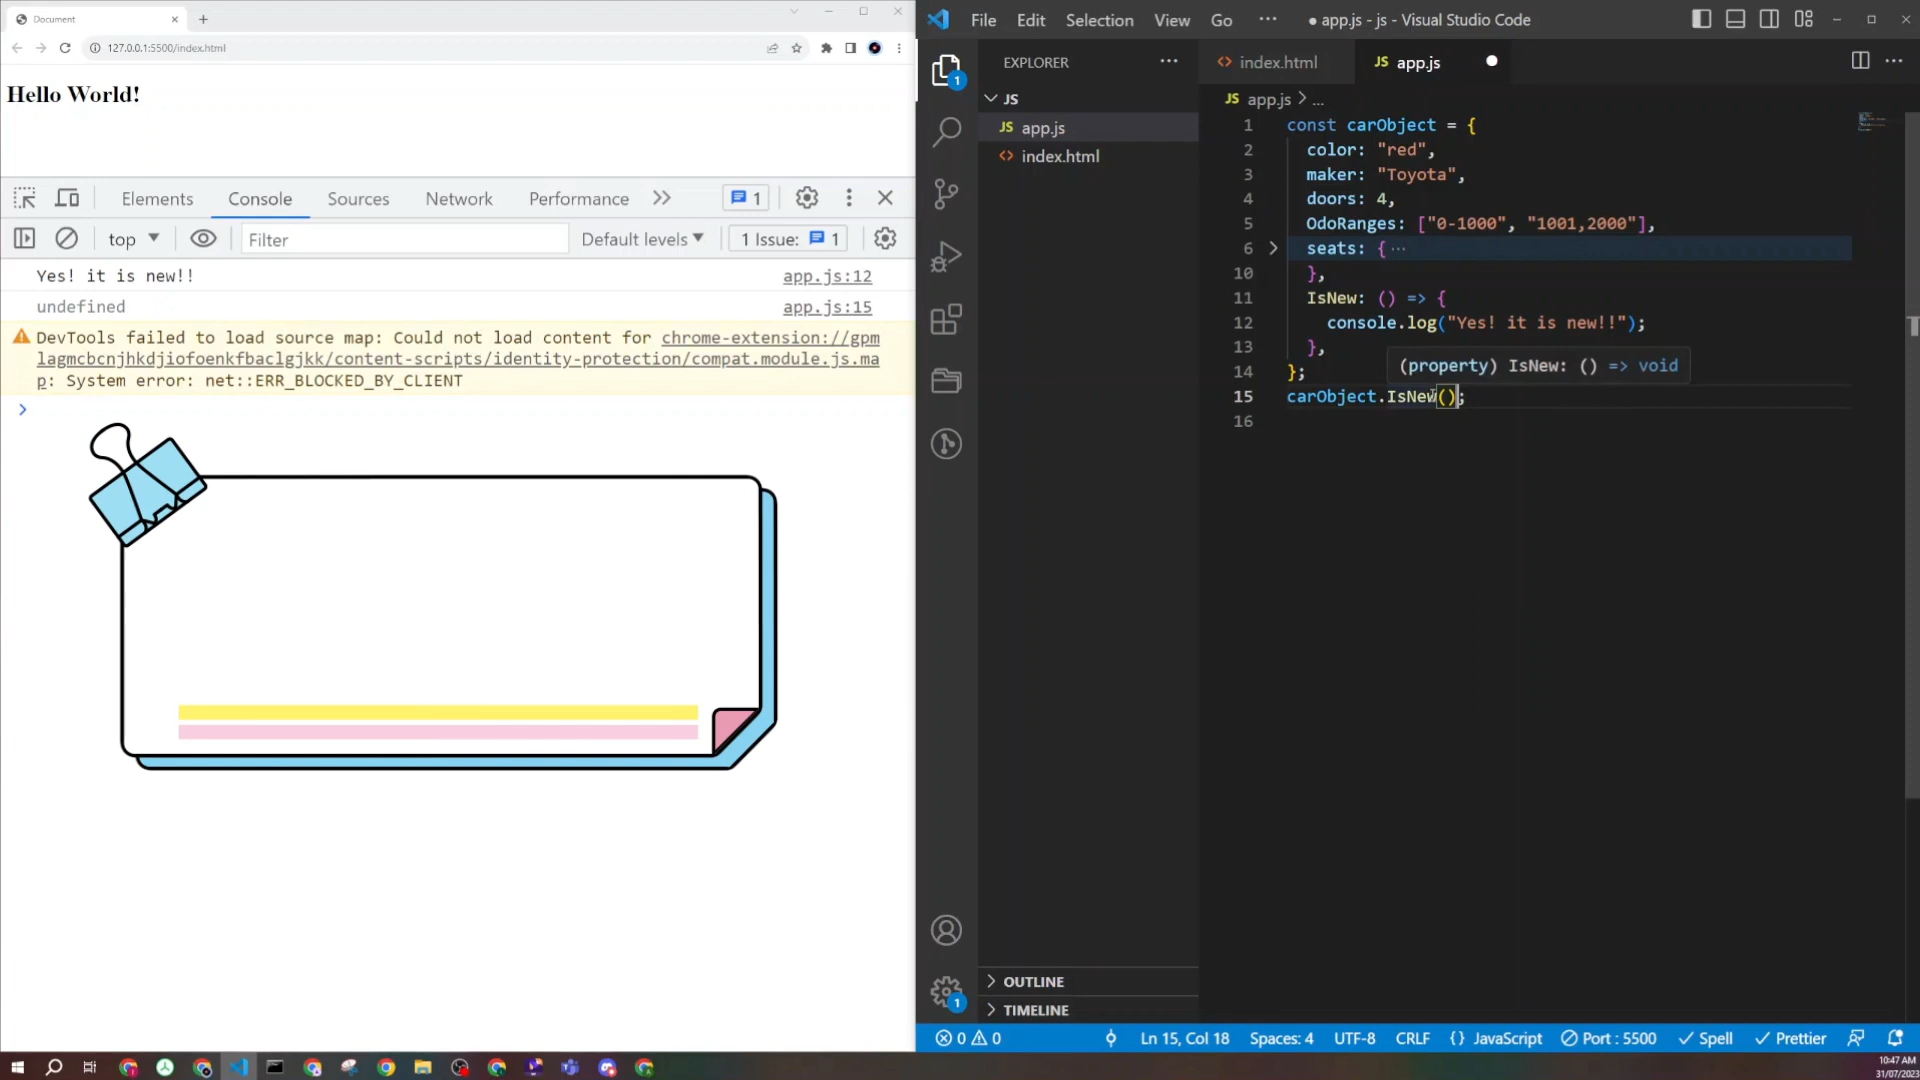 Document
127.0.0.1:5500/index.html
Hello World!
Elements Console Sources Network Performance 1
top Filter Default levels 1 Issue: 1
Yes! it is new!! app.js:12
undefined app.js:15
DevTools failed to load source map: Could not load content for chrome-extension://gpm
lagmcbcnjhkdjiofoenkfbaclgjkk/content-scripts/identity-protection/compat.module.js.ma
p: System error: net::ERR_BLOCKED_BY_CLIENT
>
File Edit Selection View Go ··· ● app.js - js - Visual Studio Code
EXPLORER ···
JS
JS app.js
<> index.html
<> index.html JS app.js ●
JS app.js > ...
1 const carObject = {
2 color: "red",
3 maker: "Toyota",
4 doors: 4,
5 OdoRanges: ["0-1000", "1001,2000"],
6 seats: { ···
10 },
11 IsNew: () => {
12 console.log("Yes! it is new!!");
13 },
(property) IsNew: () => void
14 };
15 carObject.IsNew();
16
1
1
OUTLINE
TIMELINE
0 0 Ln 15, Col 18 Spaces: 4 UTF-8 CRLF {} JavaScript Port : 5500 Spell Prettier
10:47 AM
31/07/2023